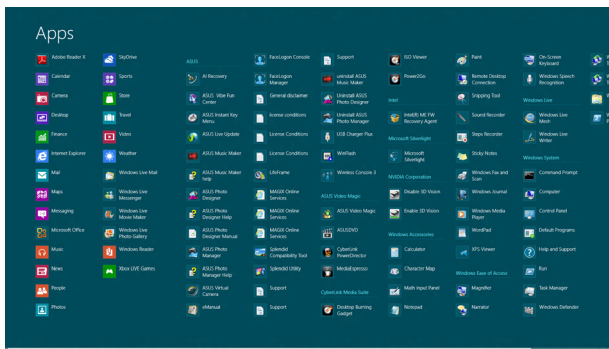 Apps
Adobe Reader X
Calendar
Camera
Desktop
Finance
Internet Explorer
Mail
Maps
Messaging
Microsoft Office
Music
News
People
Photos
SkyDrive
Sports
Store
Travel
Video
Weather
Windows Live Mail
Windows Live
Messenger
Windows Live
Movie Maker
Windows Live
Photo Gallery
Windows Reader
Xbox LIVE Games
ASUS
AI Recovery
ASUS Vibe Fun
Center
ASUS Instant Key
Menu
ASUS Live Update
ASUS Music Maker
ASUS Music Maker
help
ASUS Photo
Designer
ASUS Photo
Designer Help
ASUS Photo
Designer Manual
ASUS Photo
Manager
ASUS Photo
Manager Help
ASUS Virtual
Camera
eManual
FaceLogon Console
FaceLogon
Manager
General disclaimer
license conditions
License Conditions
License Conditions
LifeFrame
MAGIX Online
Services
MAGIX Online
Services
MAGIX Online
Services
Splendid
Compatibility Tool
Splendid Utility
Support
Support
Support
uninstall ASUS
Music Maker
Uninstall ASUS
Photo Designer
Uninstall ASUS
Photo Manager
USB Charger Plus
WinFlash
Wireless Console 3
ASUS Video Magic
ASUS Video Magic
ASUSDVD
CyberLink
PowerDirector
MediaEspresso
CyberLink Media Suite
Desktop Burning
Gadget
ISO Viewer
Power2Go
Intel
Intel(R) ME FW
Recovery Agent
Microsoft Silverlight
Microsoft
Silverlight
NVIDIA Corporation
Disable 3D Vision
Enable 3D Vision
Windows Accessories
Calculator
Character Map
Math Input Panel
Notepad
Paint
Remote Desktop
Connection
Snipping Tool
Sound Recorder
Steps Recorder
Sticky Notes
Windows Fax and
Scan
Windows Journal
Windows Media
Player
WordPad
XPS Viewer
Windows Ease of Access
Magnifier
Narrator
On-Screen
Keyboard
Windows Speech
Recognition
Windows Live
Windows Live
Mesh
Windows Live
Writer
Windows System
Command Prompt
Computer
Control Panel
Default Programs
Help and Support
Run
Task Manager
Windows Defender